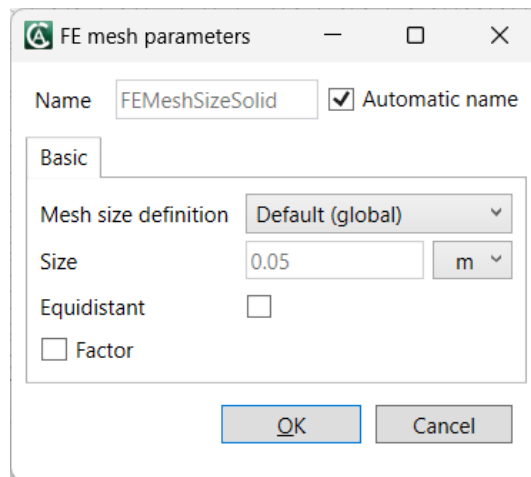 FE mesh parameters
Name FEMeshSizeSolid Automatic name
Basic
Mesh size definition Default (global)
Size 0.05 m
Equidistant
Factor
OK Cancel